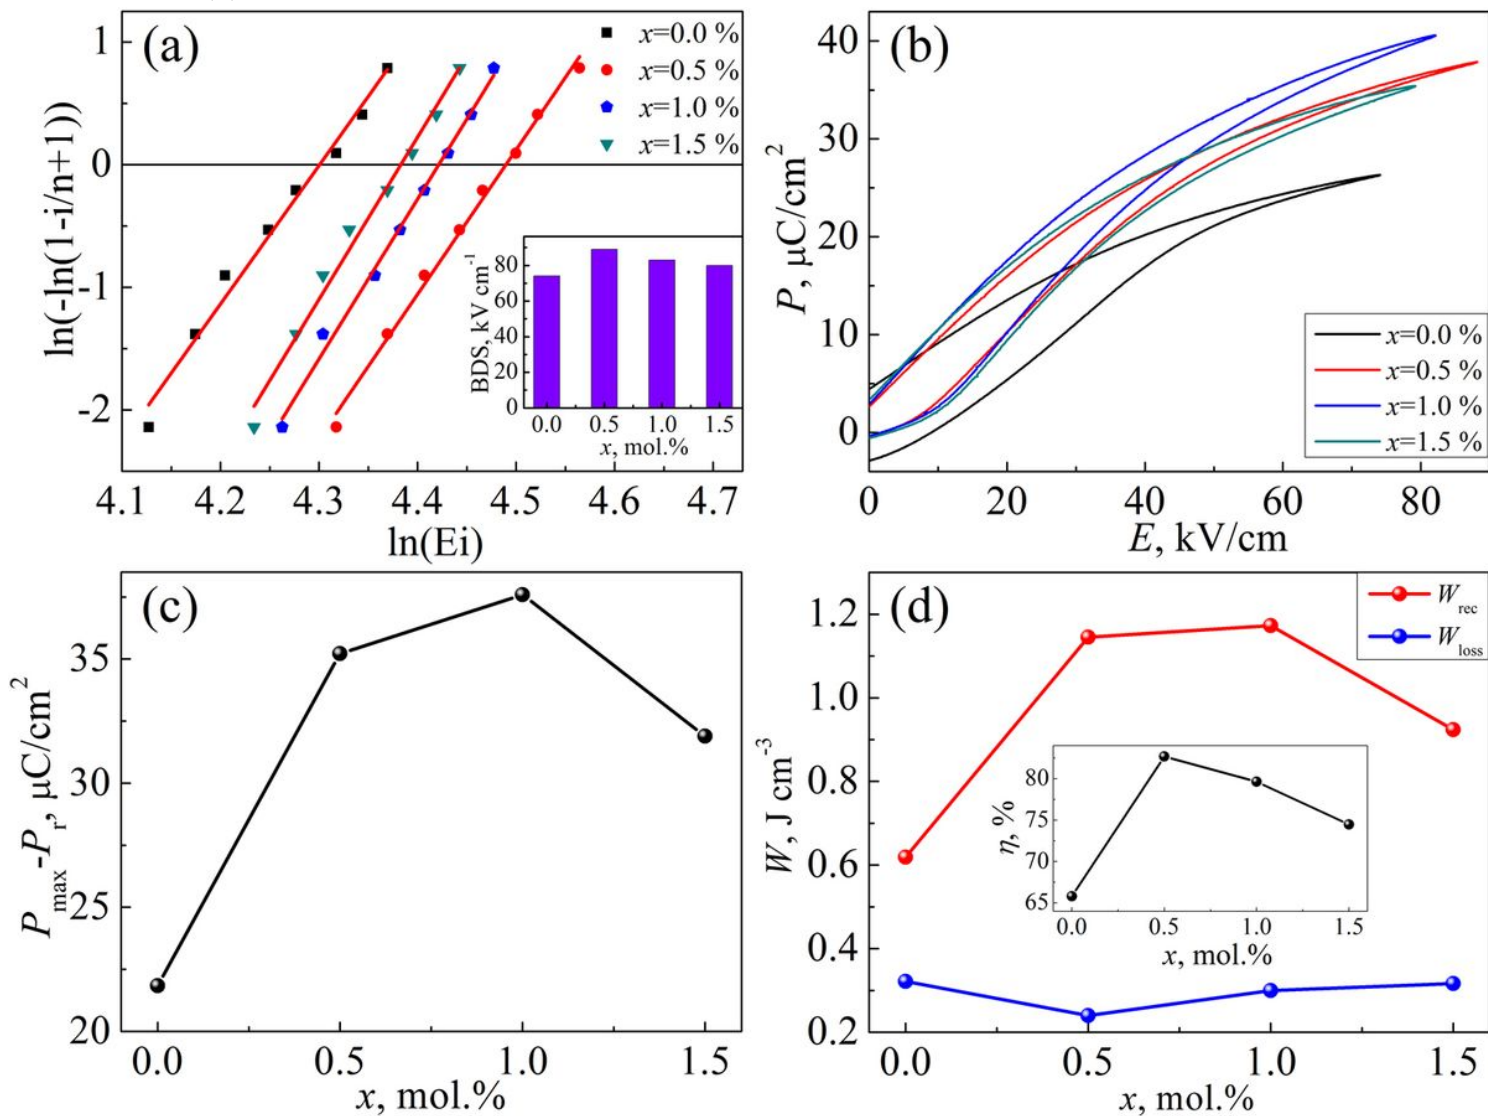 (a)
x=0.0 %
x=0.5 %
x=1.0 %
x=1.5 %
ln(-ln(1-i/n+1))
1
0
-1
-2
4.1 4.2 4.3 4.4 4.5 4.6 4.7
ln(Ei)
BDS, kV cm⁻¹
80
60
40
20
0
0.0 0.5 1.0 1.5
x, mol.%
(b)
P, μC/cm²
40
30
20
10
0
0 20 40 60 80
E, kV/cm
x=0.0 %
x=0.5 %
x=1.0 %
x=1.5 %
(c)
Pmax-Pr, μC/cm²
35
30
25
20
0.0 0.5 1.0 1.5
x, mol.%
(d)
Wrec
Wloss
W, J cm⁻³
1.2
1.0
0.8
0.6
0.4
0.2
0.0 0.5 1.0 1.5
x, mol.%
η, %
80
75
70
65
0.0 0.5 1.0 1.5
x, mol.%